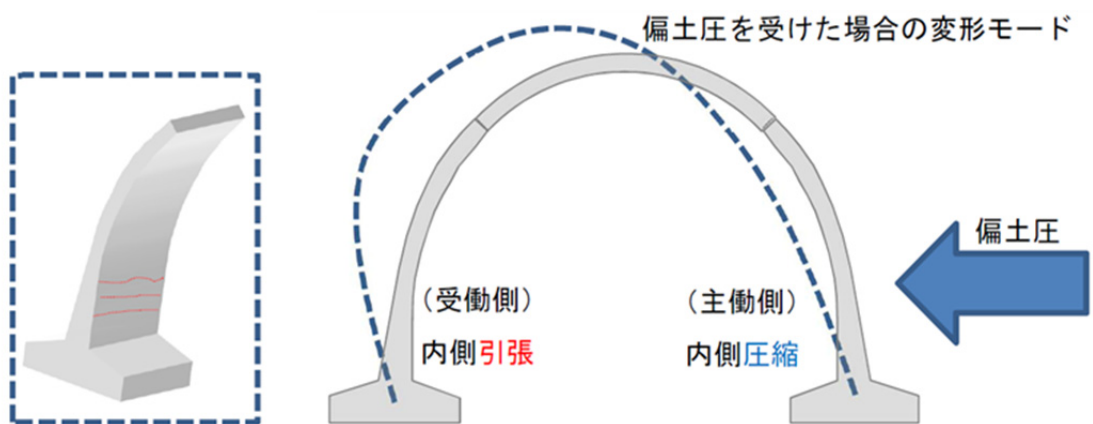 偏土圧を受けた場合の変形モード
偏土圧
（受働側）
内側引張
（主働側）
内側圧縮